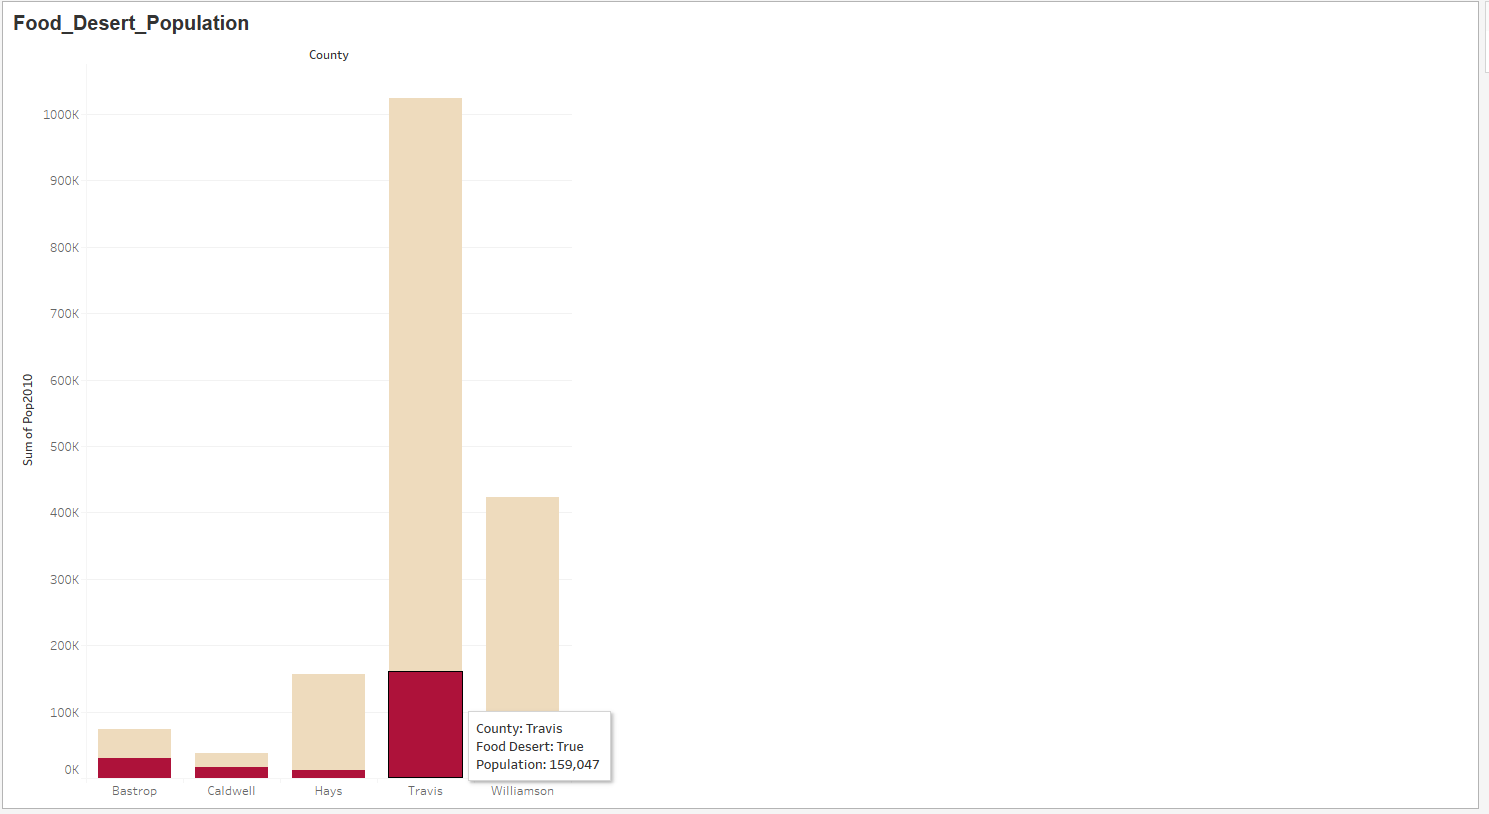 Food_Desert_Population
County
1000K
900K
800K
700K
600K
500K
400K
300K
200K
100K
0K
Sum of Pop2010
County: Travis
Food Desert: True
Population: 159,047
Bastrop
Caldwell
Hays
Travis
Williamson